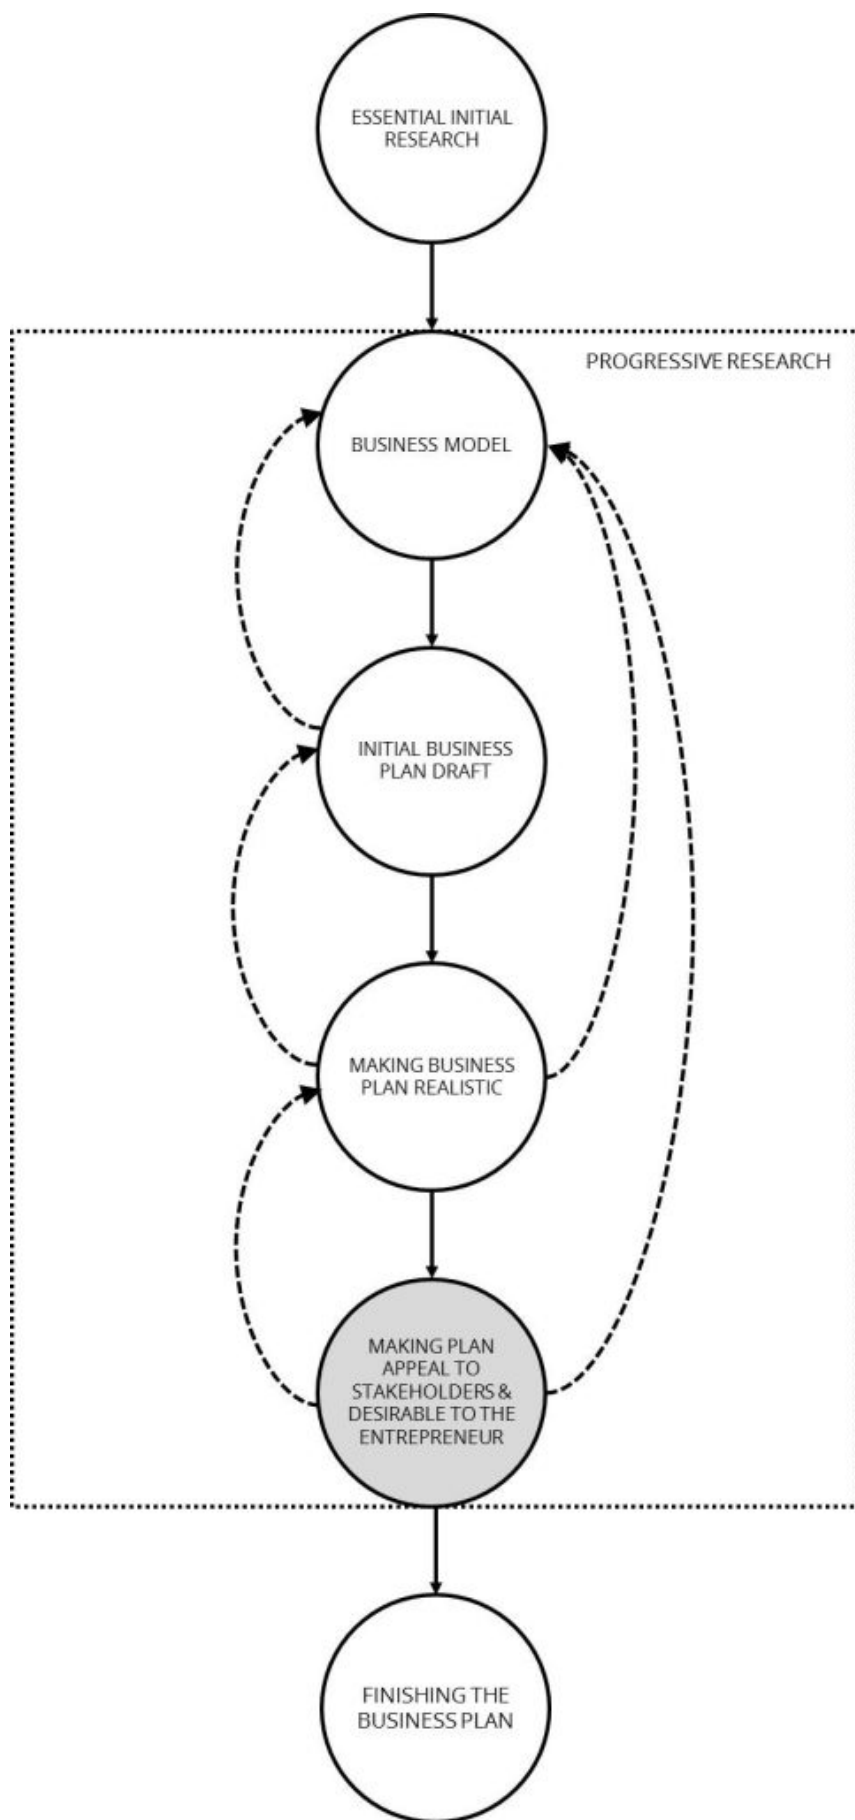 ESSENTIAL INITIAL
RESEARCH
PROGRESSIVE RESEARCH
BUSINESS MODEL
INITIAL BUSINESS
PLAN DRAFT
MAKING BUSINESS
PLAN REALISTIC
MAKING PLAN
APPEAL TO
STAKEHOLDERS &
DESIRABLE TO THE
ENTREPRENEUR
FINISHING THE
BUSINESS PLAN